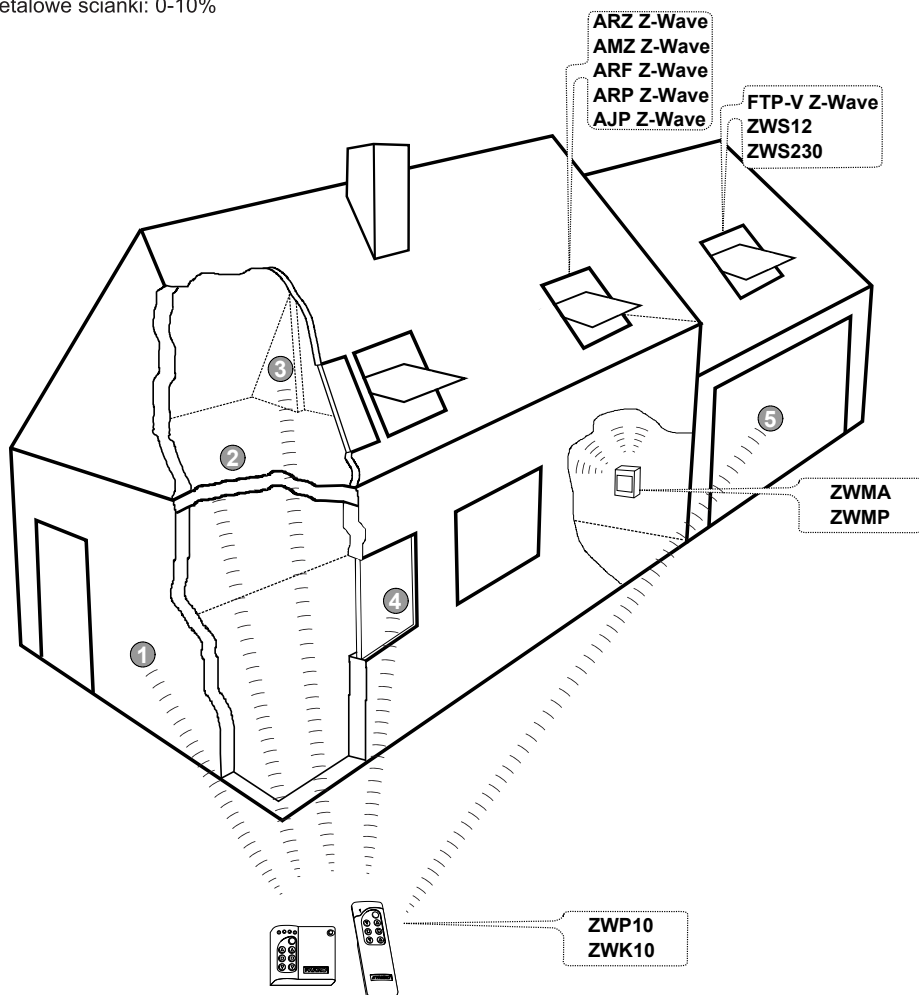 etalowe ścianki: 0-10%
ARZ Z-Wave
AMZ Z-Wave
ARF Z-Wave
ARP Z-Wave
AJP Z-Wave
FTP-V Z-Wave
ZWS12
ZWS230
3
5
2
ZWMA
ZWMP
4
1
ZWP10
ZWK10